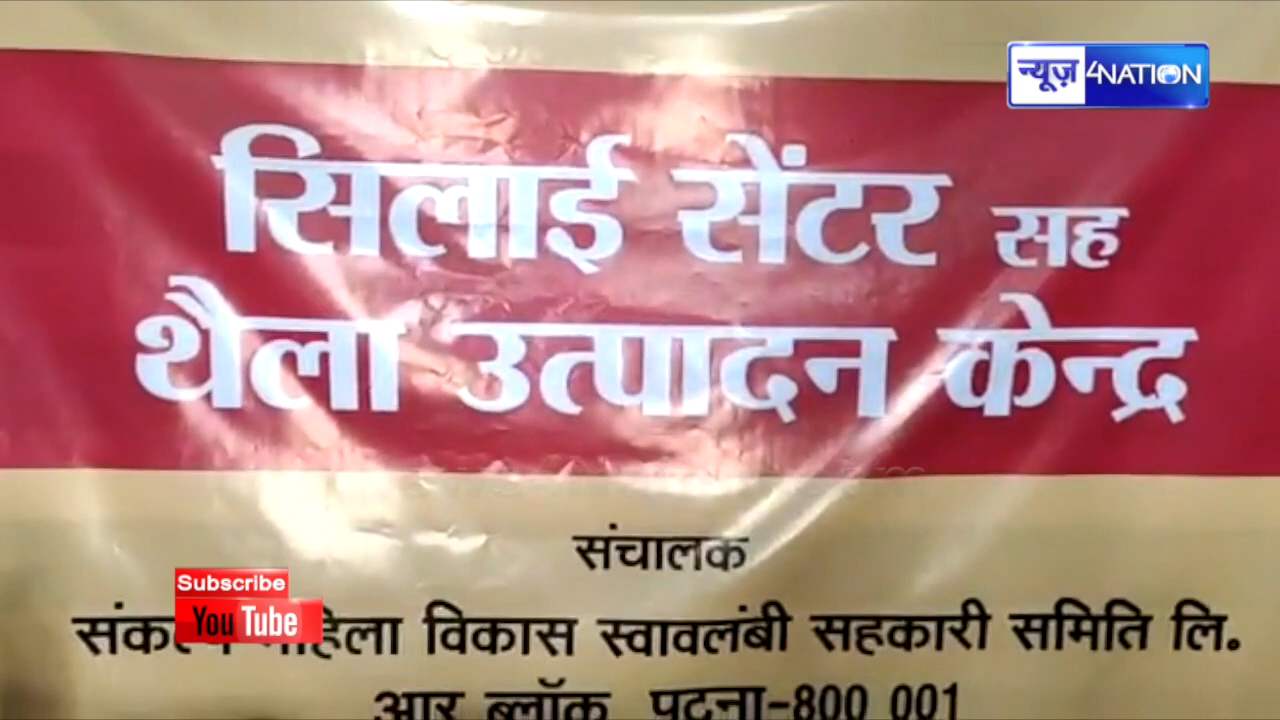 न्यूज़ 4NATION
सिलाई सेंटर सह
थैला उत्पादन केन्द्र
संचालक
Subscribe
YouTube
विकास स्वावलंबी सहकारी समिति लि.
आर ब्लॉक, पटना-800 001